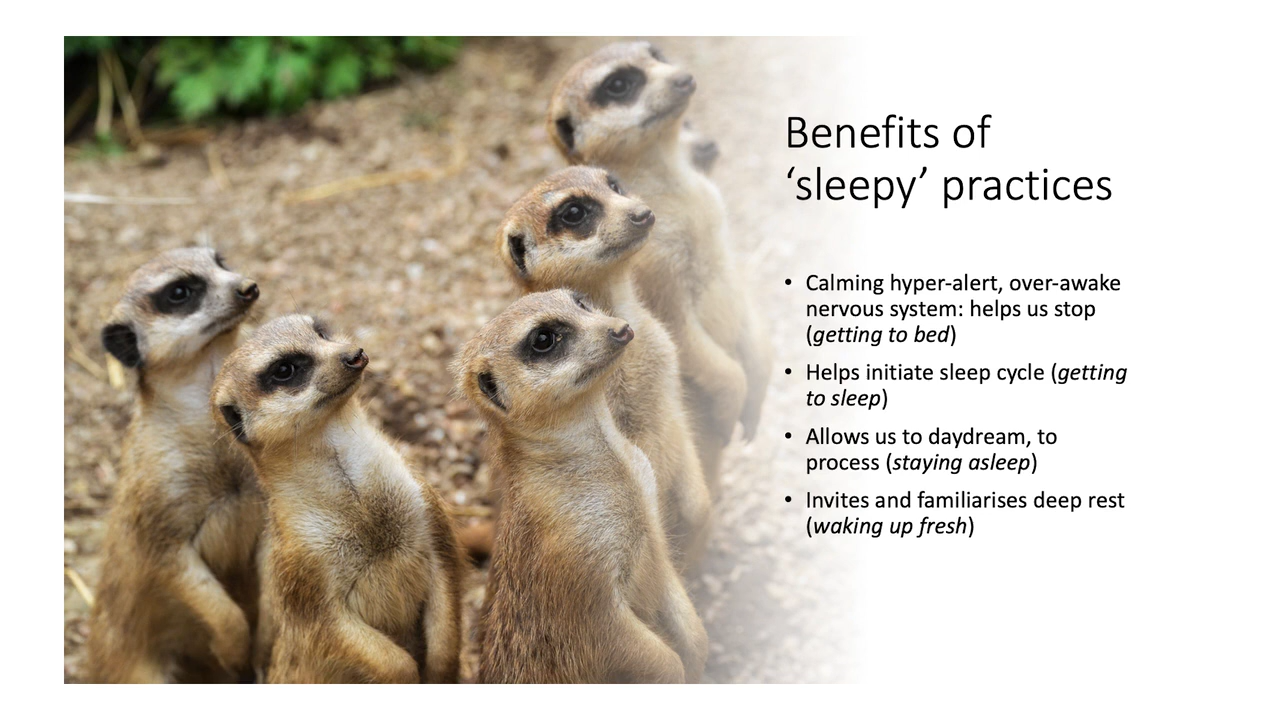 Benefits of
‘sleepy’ practices
• Calming hyper-alert, over-awake
nervous system: helps us stop
(getting to bed)
• Helps initiate sleep cycle (getting
to sleep)
• Allows us to daydream, to
process (staying asleep)
• Invites and familiarises deep rest
(waking up fresh)